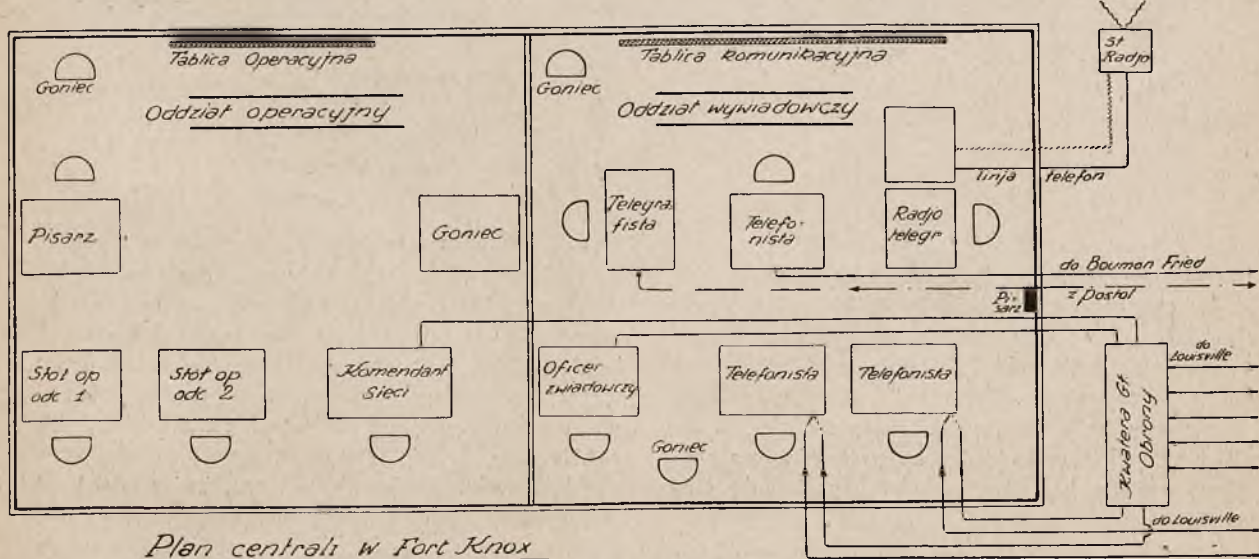 Tablica Operacyjna
Goniec
Oddział operacyjny
Pisarz
Goniec
Stół op
odc 1
Stół op
odc 2
Komendant
sieci
Tablica Komunikacyjna
Goniec
Oddział wywiadowczy
Telegra-
fista
Telefo-
nista
Radjo
telegr
Oficer
zwiadowczy
Telefonista
Telefonista
Goniec
Pi-
sarz
St
Radjo
linja telefon
do Bouman Fried
z postal
do
Louisville
Kwatera Gł
Obrony
do Louisville
Plan centrali w Fort Knox